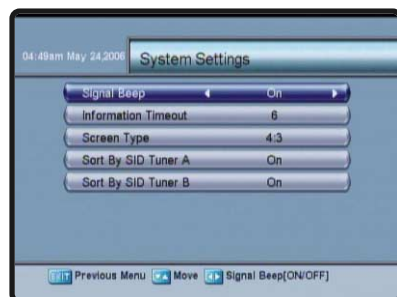 04:49am May 24,2006
System Settings
Signal Beep On
Information Timeout 6
Screen Type 4:3
Sort By SID Tuner A On
Sort By SID Tuner B On
EXIT Previous Menu Move Signal Beep[ON/OFF]